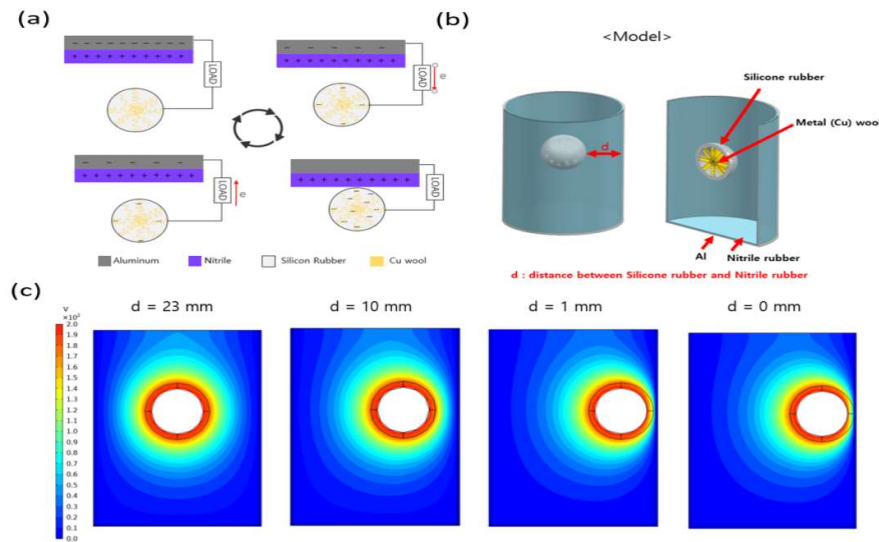 (a)
LOAD
LOAD
e
LOAD
e
LOAD
Aluminum
Nitrile
Silicon Rubber
Cu wool
(b)
<Model>
Silicone rubber
Metal (Cu) wool
d
Al
Nitrile rubber
d : distance between Silicone rubber and Nitrile rubber
(c)
d = 23 mm
d = 10 mm
d = 1 mm
d = 0 mm
V
×10²
2.0
1.9
1.8
1.7
1.6
1.5
1.4
1.3
1.2
1.1
1.0
0.9
0.8
0.7
0.6
0.5
0.4
0.3
0.2
0.1
0.0